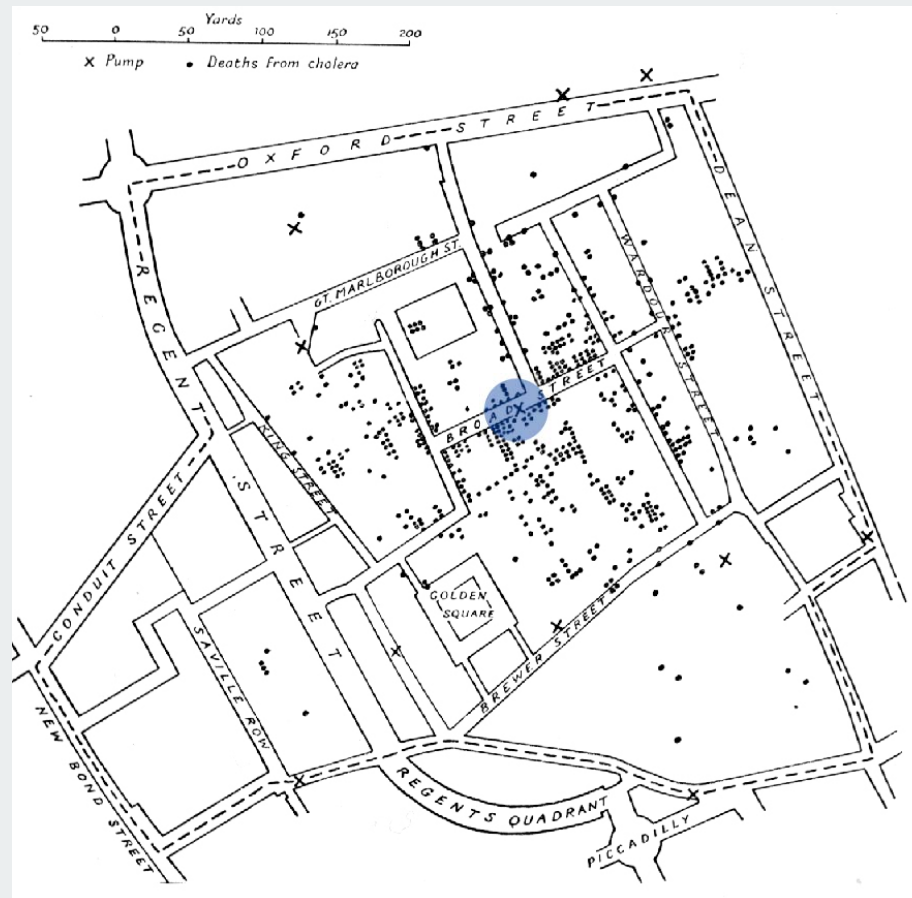 Yards
50 0 50 100 150 200
× Pump • Deaths from cholera
OXFORD STREET
DEAN STREET
REGENT STREET
GT. MARLBOROUGH ST.
WARDOUR STREET
BROAD STREET
KING STREET
CONDUIT STREET
GOLDEN
SQUARE
SAVILLE ROW
BREWER STREET
NEW BOND STREET
REGENTS QUADRANT
PICCADILLY